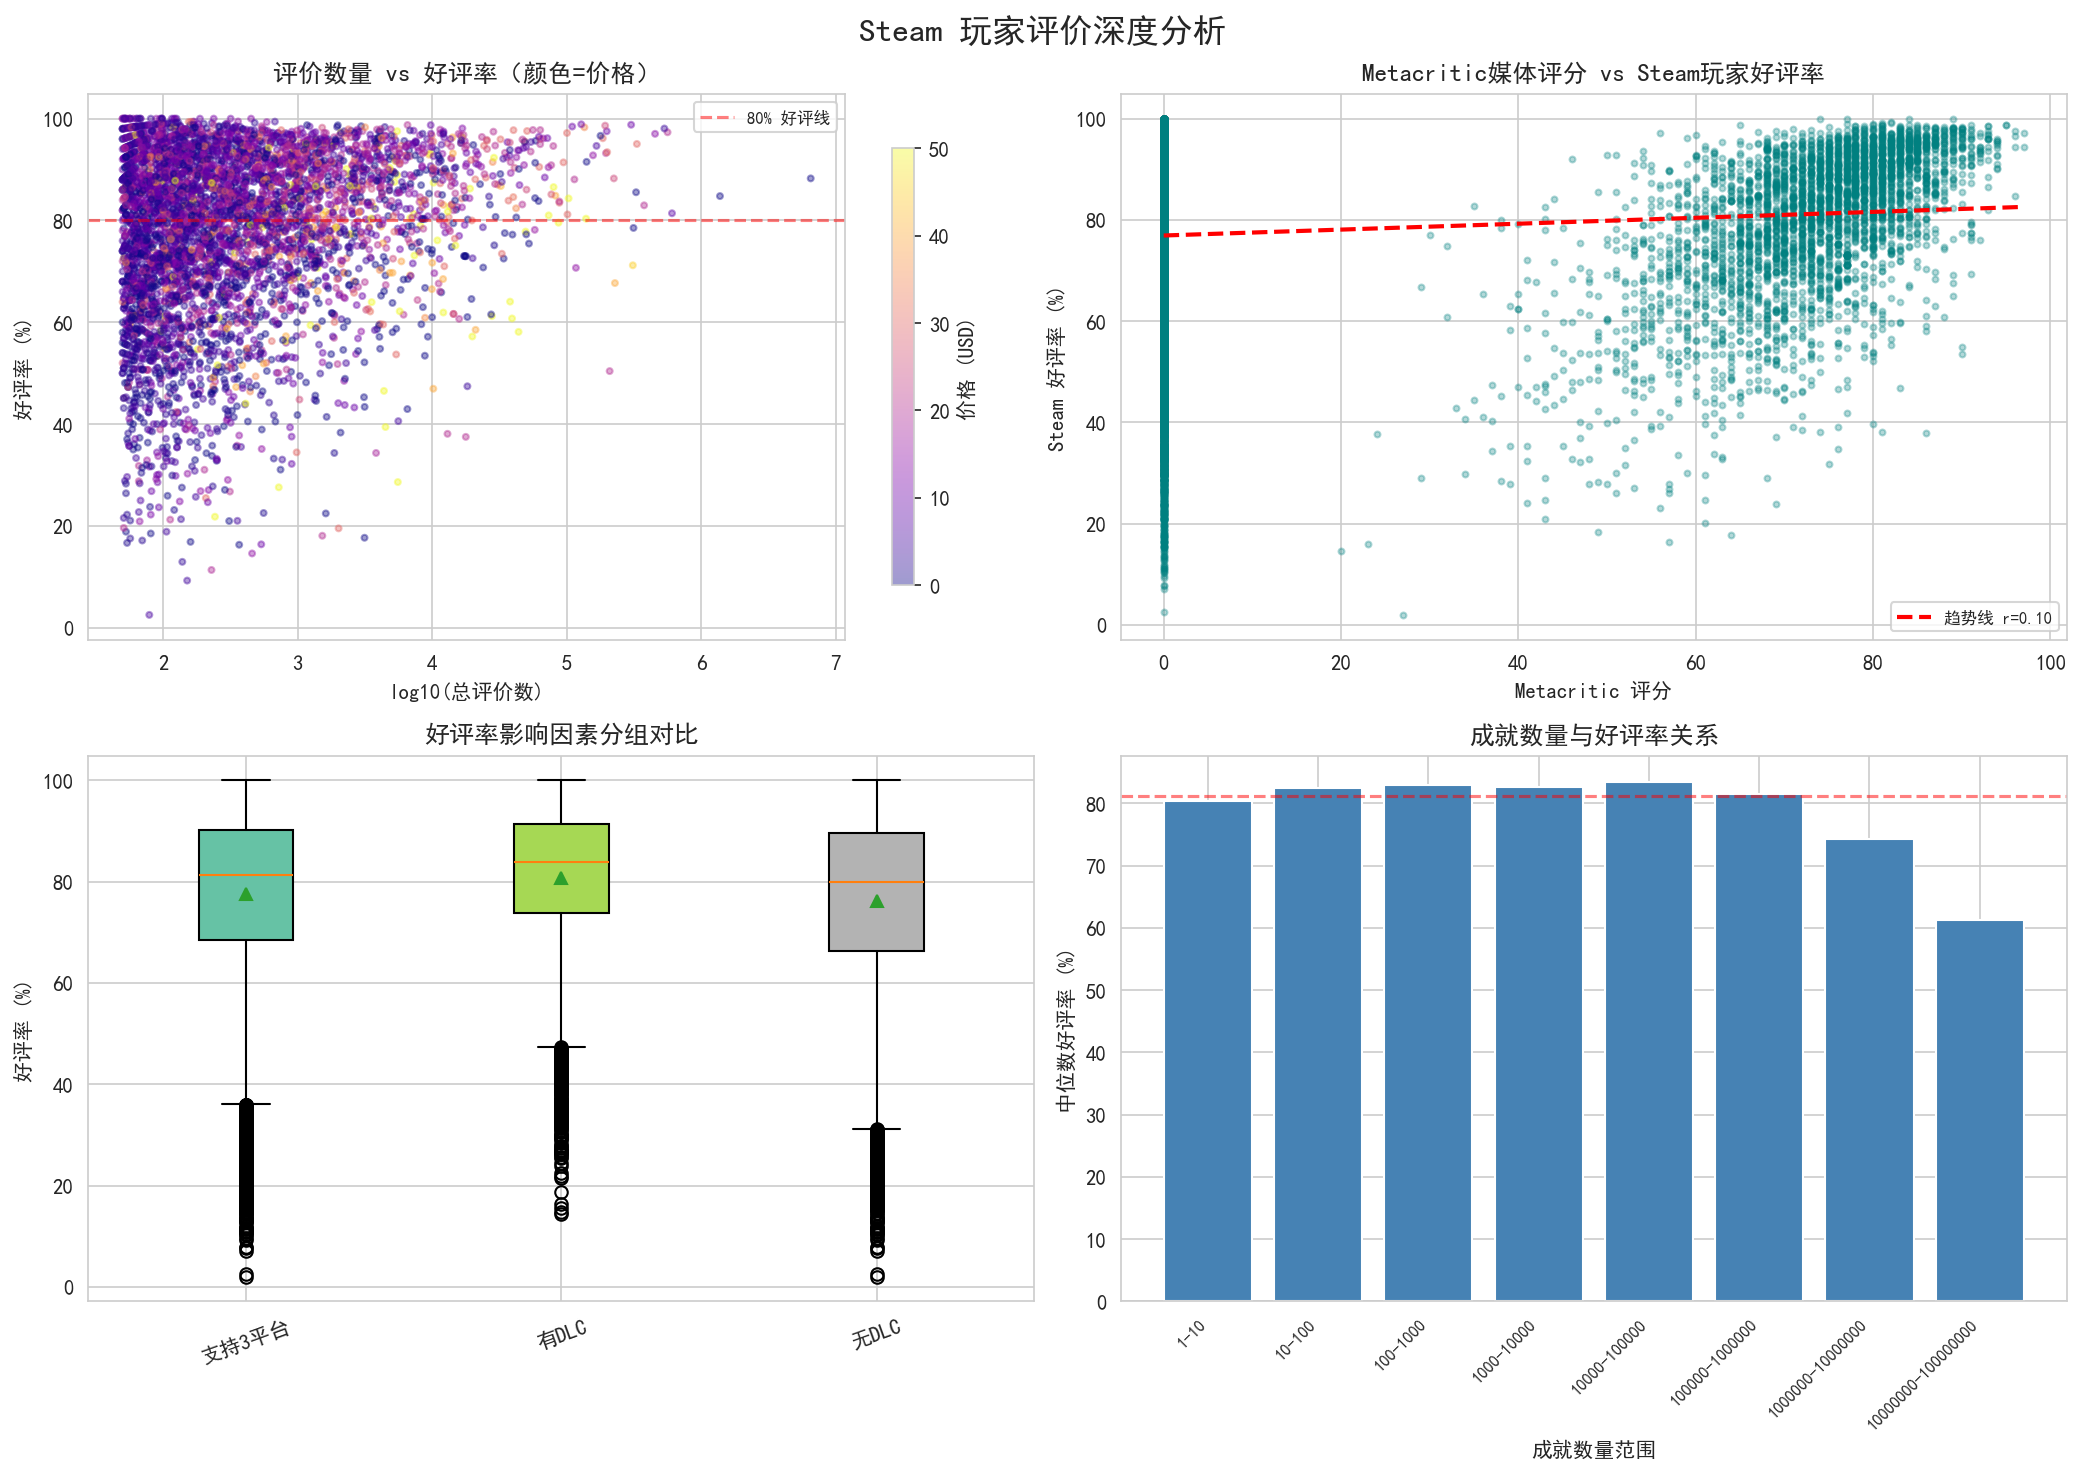 Steam 玩家评价深度分析
评价数量 vs 好评率（颜色=价格）
80% 好评线
好评率 (%)
100
80
60
40
20
0
2
3
4
5
6
7
log10(总评价数)
50
40
30
20
10
0
价格 (USD)
Metacritic媒体评分 vs Steam玩家好评率
Steam 好评率 (%)
100
80
60
40
20
0
趋势线 r=0.10
0
20
40
60
80
100
Metacritic 评分
好评率影响因素分组对比
好评率 (%)
100
80
60
40
20
0
支持3平台
有DLC
无DLC
成就数量与好评率关系
中位数好评率 (%)
80
70
60
50
40
30
20
10
0
1-10
10-100
100-1000
1000-10000
10000-100000
100000-1000000
1000000-10000000
10000000-100000000
成就数量范围